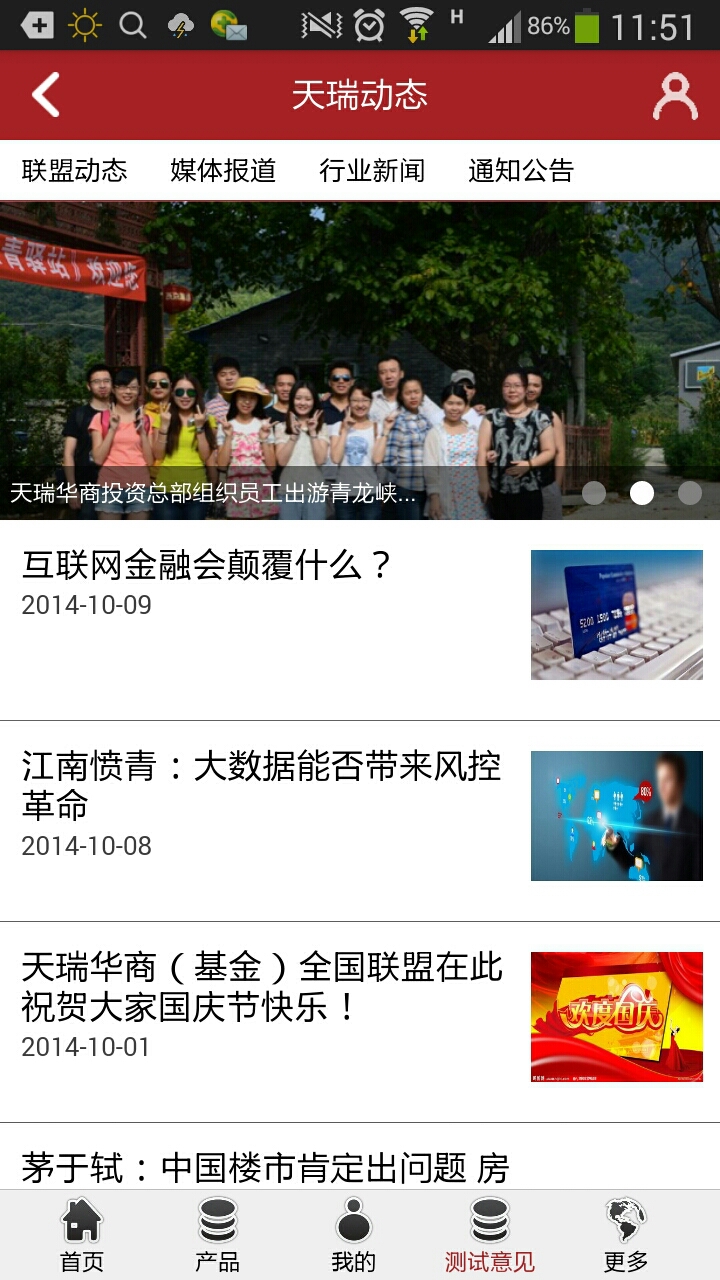 H
86%
11:51
天瑞动态
联盟动态 媒体报道 行业新闻 通知公告
青驿站》欢迎您
天瑞华商投资总部组织员工出游青龙峡...
互联网金融会颠覆什么？
2014-10-09
江南愤青：大数据能否带来风控
革命
2014-10-08
80%
天瑞华商（基金）全国联盟在此
祝贺大家国庆节快乐！
2014-10-01
欢度国庆
茅于轼：中国楼市肯定出问题 房
首页 产品 我的 测试意见 更多